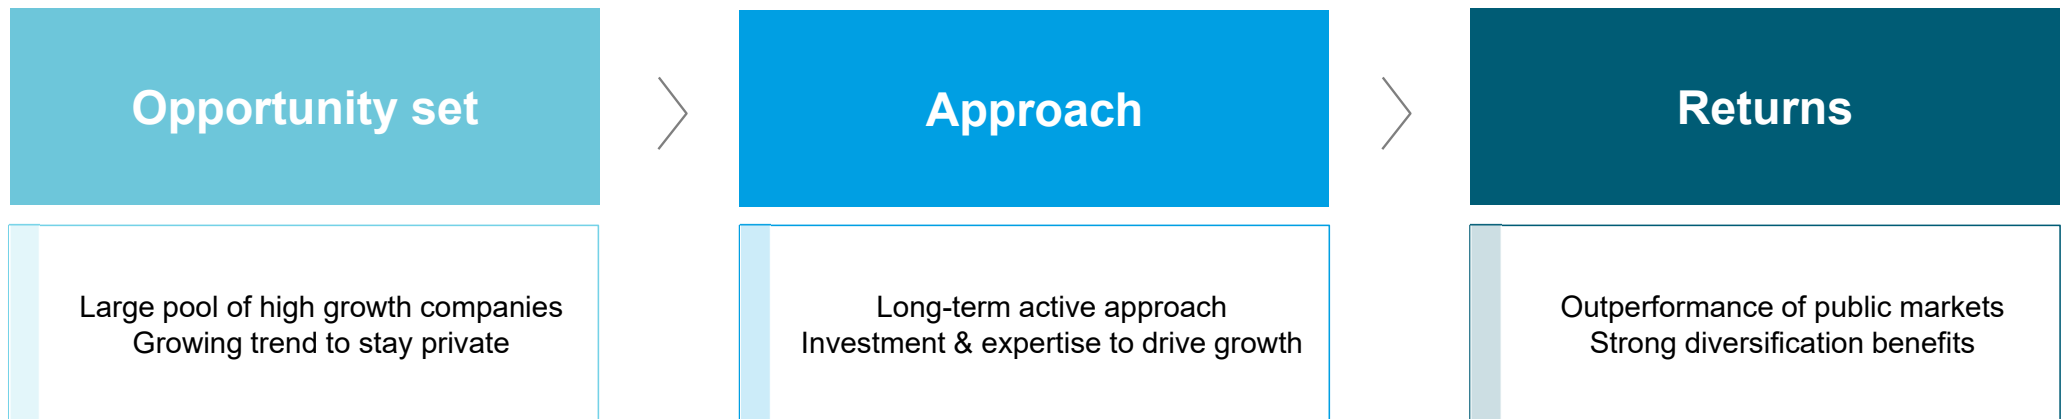 Opportunity set
Large pool of high growth companies
Growing trend to stay private
Approach
Long-term active approach
Investment & expertise to drive growth
Returns
Outperformance of public markets
Strong diversification benefits